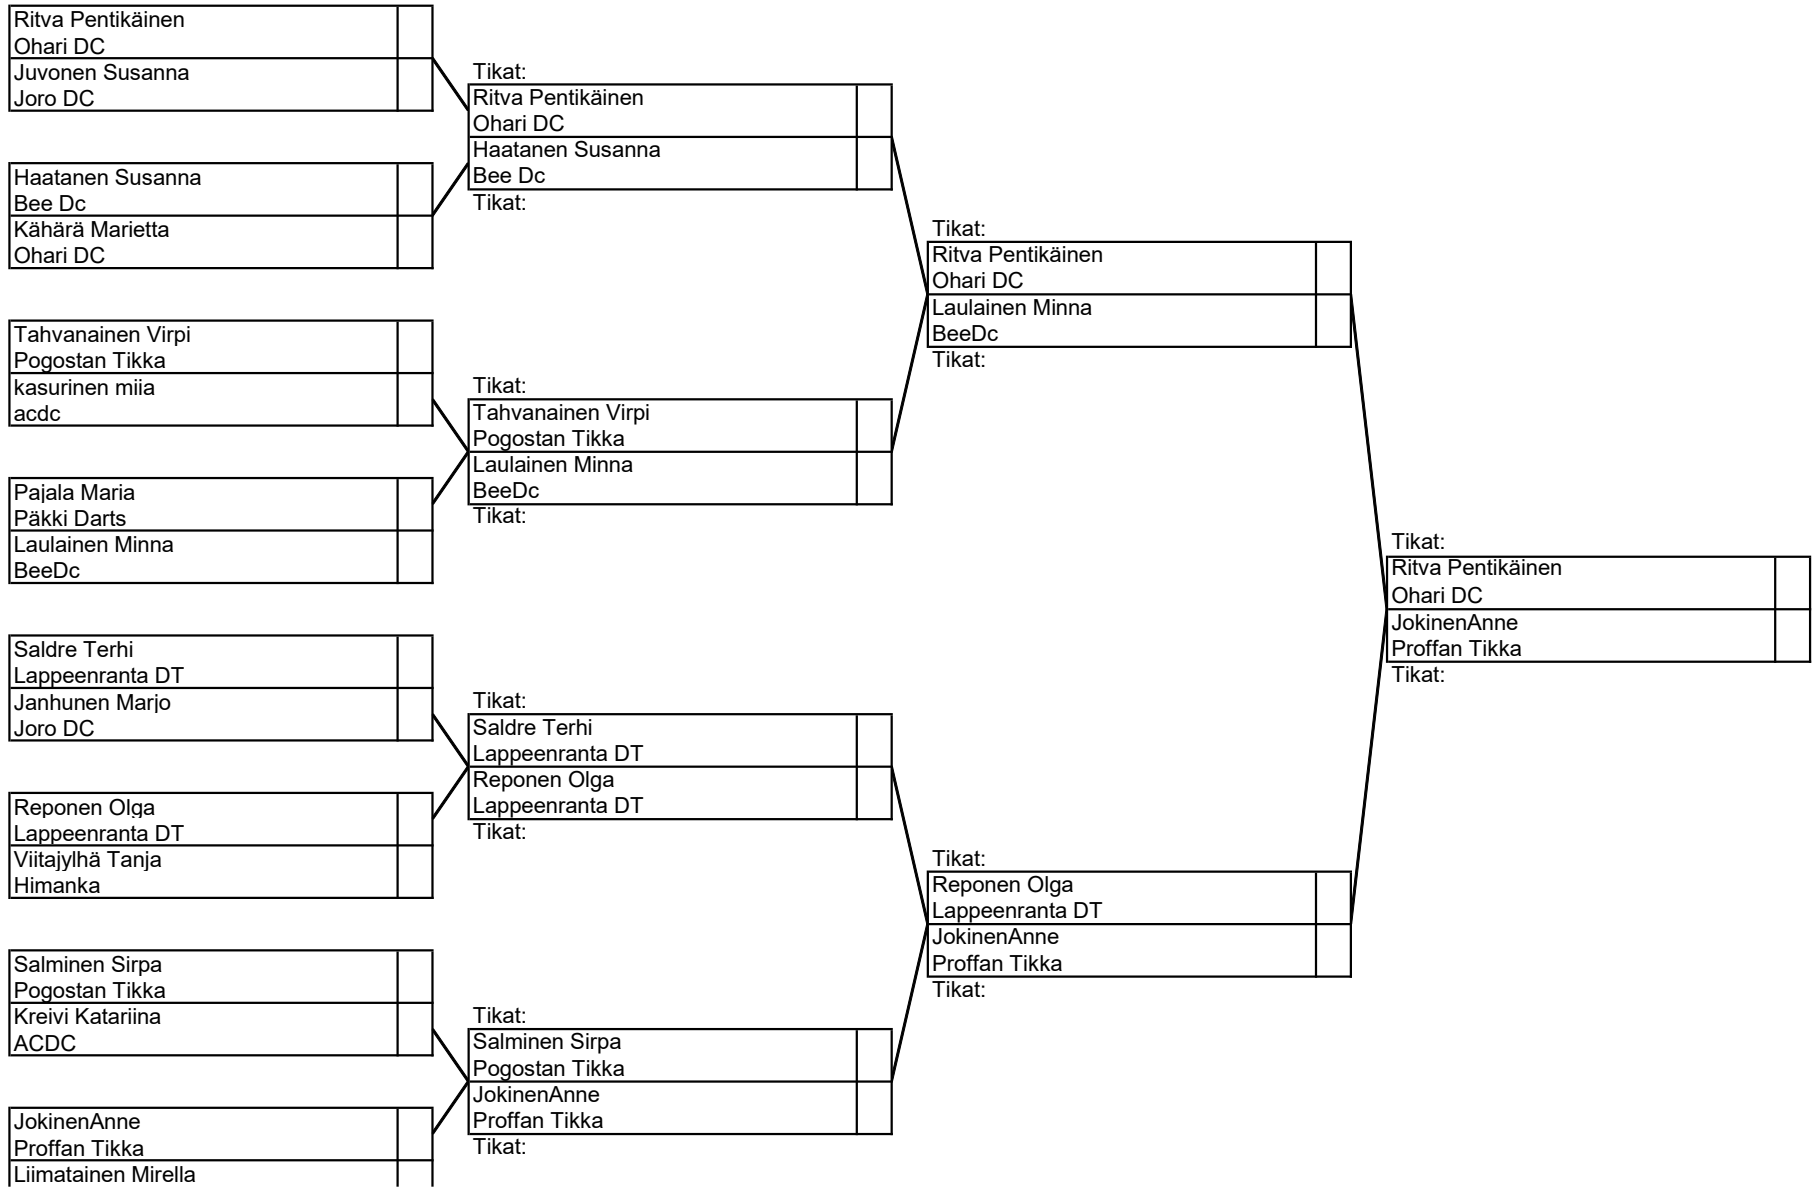 Ritva Pentikäinen
Ohari DC
Juvonen Susanna
Joro DC
Haatanen Susanna
Bee Dc
Kähärä Marietta
Ohari DC
Tahvanainen Virpi
Pogostan Tikka
kasurinen miia
acdc
Pajala Maria
Päkki Darts
Laulainen Minna
BeeDc
Saldre Terhi
Lappeenranta DT
Janhunen Marjo
Joro DC
Reponen Olga
Lappeenranta DT
Viitajylhä Tanja
Himanka
Salminen Sirpa
Pogostan Tikka
Kreivi Katariina
ACDC
JokinenAnne
Proffan Tikka
Liimatainen Mirella
Tikat:
Ritva Pentikäinen
Ohari DC
Haatanen Susanna
Bee Dc
Tikat:
Tikat:
Tahvanainen Virpi
Pogostan Tikka
Laulainen Minna
BeeDc
Tikat:
Tikat:
Saldre Terhi
Lappeenranta DT
Reponen Olga
Lappeenranta DT
Tikat:
Tikat:
Salminen Sirpa
Pogostan Tikka
JokinenAnne
Proffan Tikka
Tikat:
Tikat:
Ritva Pentikäinen
Ohari DC
Laulainen Minna
BeeDc
Tikat:
Tikat:
Reponen Olga
Lappeenranta DT
JokinenAnne
Proffan Tikka
Tikat:
Tikat:
Ritva Pentikäinen
Ohari DC
JokinenAnne
Proffan Tikka
Tikat: